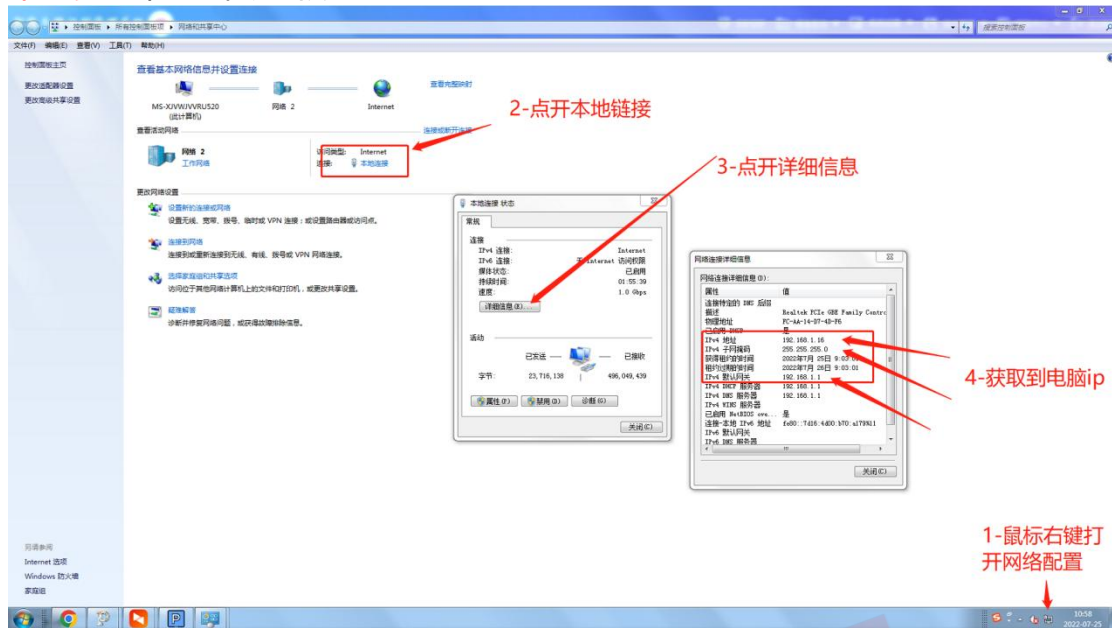 控制面板 ▸ 所有控制面板项 ▸ 网络和共享中心
搜索控制面板
文件(F) 编辑(E) 查看(V) 工具(T) 帮助(H)
控制面板主页
更改适配器设置
更改高级共享设置
查看基本网络信息并设置连接
查看完整映射
MS-XJVWJVVRU520
(此计算机)
网络 2
Internet
2-点开本地链接
查看活动网络
连接或断开连接
网络 2
工作网络
访问类型: Internet
连接: 本地连接
3-点开详细信息
更改网络设置
设置新的连接或网络
设置无线、宽带、拨号、临时或 VPN 连接；或设置路由器或访问点。
连接到网络
连接到或重新连接到无线、有线、拨号或 VPN 网络连接。
选择家庭组和共享选项
访问位于其他网络计算机上的文件和打印机，或更改共享设置。
疑难解答
诊断并修复网络问题，或获得故障排除信息。
本地连接 状态
常规
连接
IPv4 连接: Internet
IPv6 连接: 无 Internet 访问权限
媒体状态: 已启用
持续时间: 01:55:39
速度: 1.0 Gbps
详细信息(E)...
活动
已发送 — — 已接收
字节: 23,716,138 | 496,049,439
属性(P) 禁用(D) 诊断(G)
关闭(C)
网络连接详细信息
网络连接详细信息(D):
属性 值
连接特定的 DNS 后缀
描述 Realtek PCIe GBE Family Contrc
物理地址 FC-AA-14-D7-4D-F6
已启用 DHCP 是
IPv4 地址 192.168.1.16
IPv4 子网掩码 255.255.255.0
获得租约的时间 2022年7月 25日 9:03:01
租约过期的时间 2022年7月 26日 9:03:01
IPv4 默认网关 192.168.1.1
IPv4 DHCP 服务器 192.168.1.1
IPv4 DNS 服务器 192.168.1.1
IPv4 WINS 服务器
已启用 NetBIOS ove... 是
连接-本地 IPv6 地址
IPv6 默认网关
IPv6 DNS 服务器
关闭(C)
4-获取到电脑ip
1-鼠标右键打
开网络配置
另请参阅
Internet 选项
Windows 防火墙
家庭组
10:58
2022-07-25